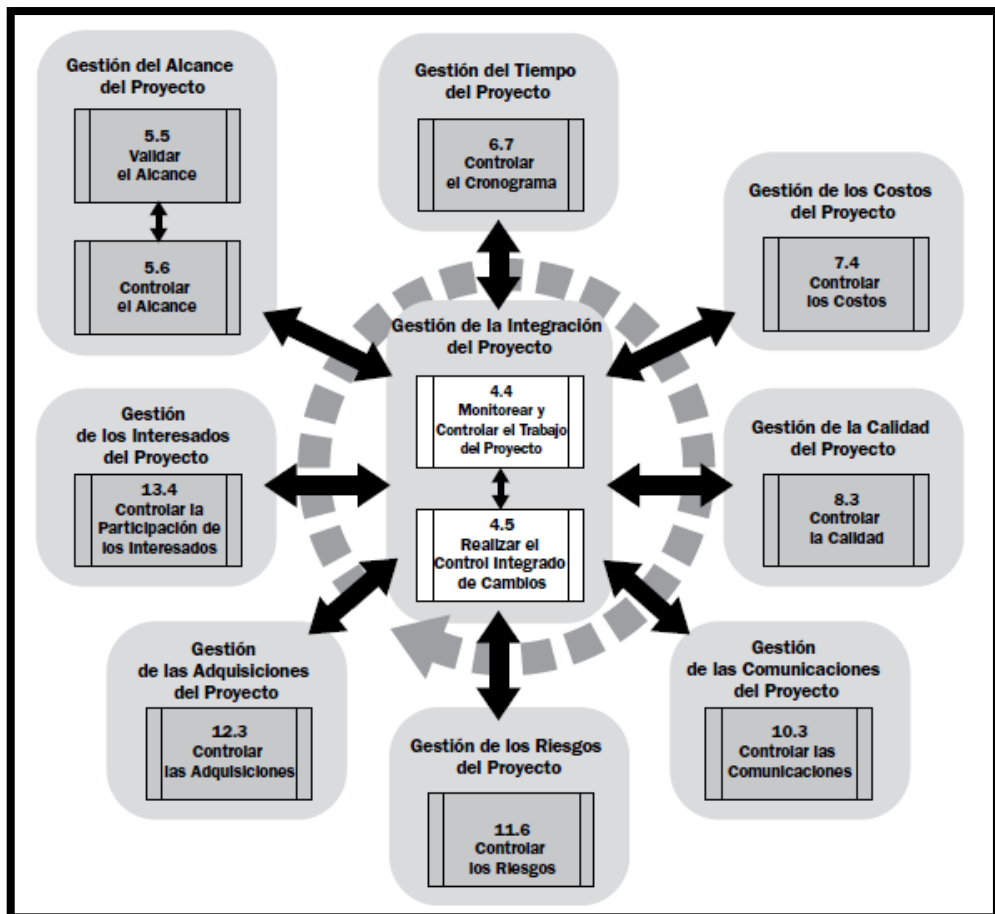 Gestión del Alcance
del Proyecto
5.5
Validar
el Alcance
5.6
Controlar
el Alcance
Gestión del Tiempo
del Proyecto
6.7
Controlar
el Cronograma
Gestión de los Costos
del Proyecto
7.4
Controlar
los Costos
Gestión de la Integración
del Proyecto
4.4
Monitorear y
Controlar el Trabajo
del Proyecto
4.5
Realizar el
Control Integrado
de Cambios
Gestión
de los Interesados
del Proyecto
13.4
Controlar la
Participación de
los Interesados
Gestión de la Calidad
del Proyecto
8.3
Controlar
la Calidad
Gestión
de las Adquisiciones
del Proyecto
12.3
Controlar
las Adquisiciones
Gestión de los Riesgos
del Proyecto
11.6
Controlar
los Riesgos
Gestión
de las Comunicaciones
del Proyecto
10.3
Controlar las
Comunicaciones